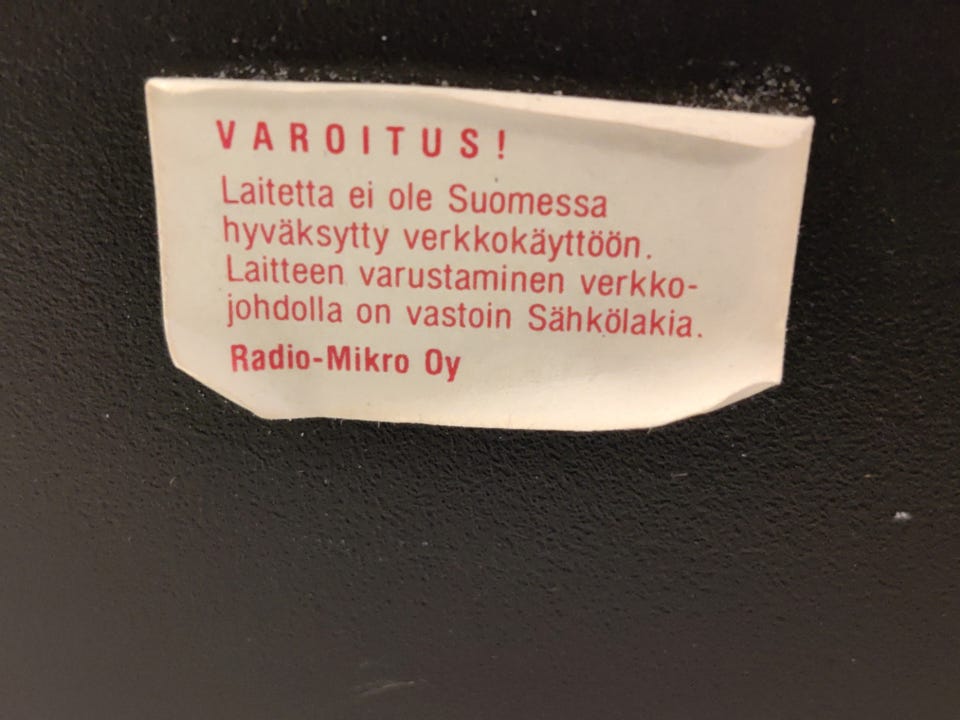 VAROITUS!
Laitetta ei ole Suomessa
hyväksytty verkkokäyttöön.
Laitteen varustaminen verkko-
johdolla on vastoin Sähkölakia.
Radio-Mikro Oy